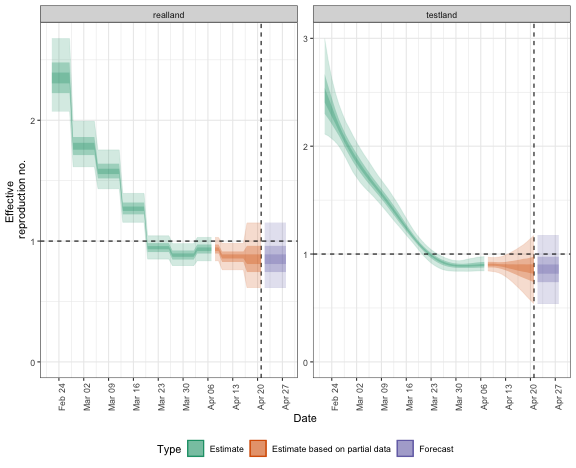 realland
testland
3
2
2
1
1
0
0
Effective
reproduction no.
Feb 24
Mar 02
Mar 09
Mar 16
Mar 23
Mar 30
Apr 06
Apr 13
Apr 20
Apr 27
Feb 24
Mar 02
Mar 09
Mar 16
Mar 23
Mar 30
Apr 06
Apr 13
Apr 20
Apr 27
Date
Type Estimate Estimate based on partial data Forecast